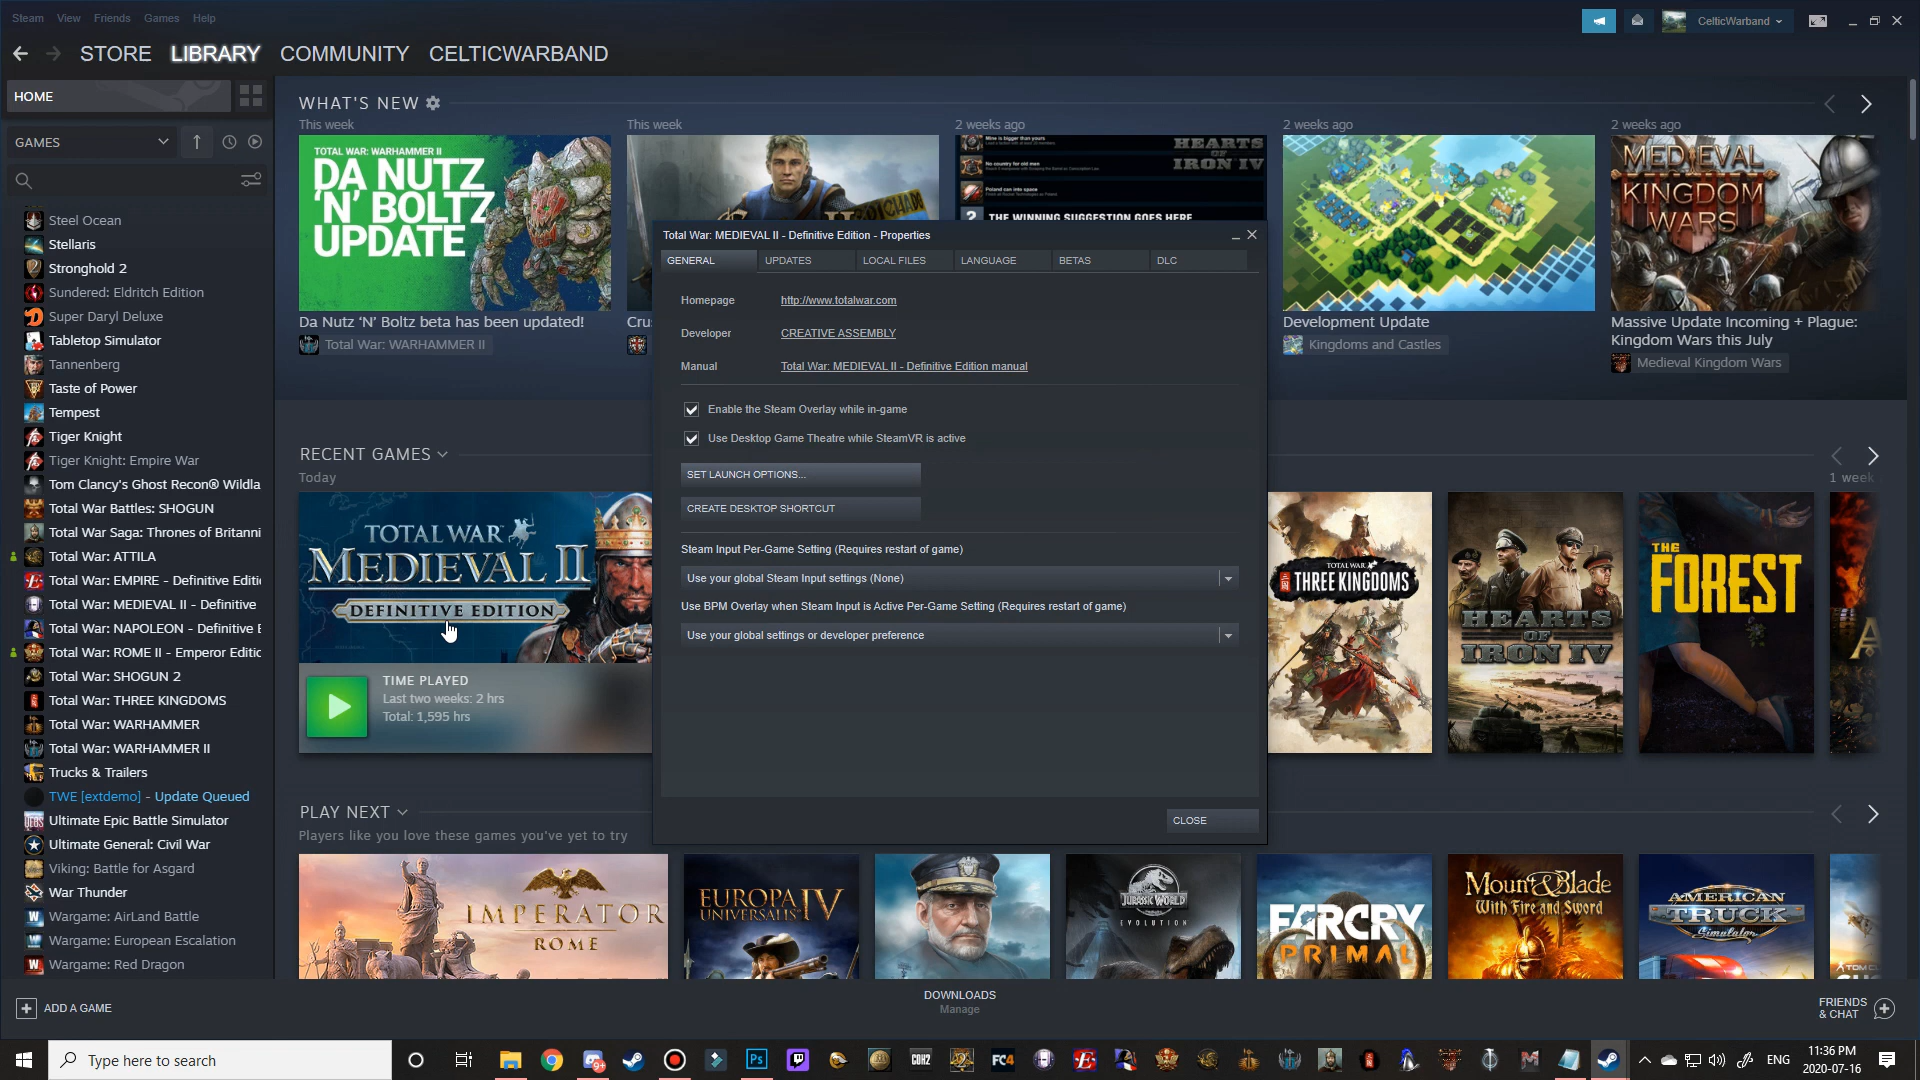 Steam View Friends Games Help
CelticWarband
STORE LIBRARY COMMUNITY CELTICWARBAND
HOME
GAMES
Steel Ocean
Stellaris
Stronghold 2
Sundered: Eldritch Edition
Super Daryl Deluxe
Tabletop Simulator
Tannenberg
Taste of Power
Tempest
Tiger Knight
Tiger Knight: Empire War
Tom Clancy's Ghost Recon® Wildla
Total War Battles: SHOGUN
Total War Saga: Thrones of Britanni
Total War: ATTILA
Total War: EMPIRE - Definitive Editi
Total War: MEDIEVAL II - Definitive
Total War: NAPOLEON - Definitive E
Total War: ROME II - Emperor Editic
Total War: SHOGUN 2
Total War: THREE KINGDOMS
Total War: WARHAMMER
Total War: WARHAMMER II
Trucks & Trailers
TWE [extdemo] - Update Queued
Ultimate Epic Battle Simulator
Ultimate General: Civil War
Viking: Battle for Asgard
War Thunder
Wargame: AirLand Battle
Wargame: European Escalation
Wargame: Red Dragon
WHAT'S NEW
This week
TOTAL WAR: WARHAMMER II
DA NUTZ
'N' BOLTZ
UPDATE
Da Nutz 'N' Boltz beta has been updated!
Total War: WARHAMMER II
This week
Cru
2 weeks ago
Mine is bigger than yours
No country for old men
Poland can into space
THE WINNING SUGGESTION GOES HERE
HEARTS
OF
IRON IV
2 weeks ago
Development Update
Kingdoms and Castles
2 weeks ago
MEDIEVAL
KINGDOM
WARS
Massive Update Incoming + Plague:
Kingdom Wars this July
Medieval Kingdom Wars
Total War: MEDIEVAL II - Definitive Edition - Properties
GENERAL UPDATES LOCAL FILES LANGUAGE BETAS DLC
Homepage http://www.totalwar.com
Developer CREATIVE ASSEMBLY
Manual Total War: MEDIEVAL II - Definitive Edition manual
Enable the Steam Overlay while in-game
Use Desktop Game Theatre while SteamVR is active
SET LAUNCH OPTIONS...
CREATE DESKTOP SHORTCUT
Steam Input Per-Game Setting (Requires restart of game)
Use your global Steam Input settings (None)
Use BPM Overlay when Steam Input is Active Per-Game Setting (Requires restart of game)
Use your global settings or developer preference
CLOSE
RECENT GAMES
Today
1 week
TOTAL WAR
MEDIEVAL II
DEFINITIVE EDITION
TIME PLAYED
Last two weeks: 2 hrs
Total: 1,595 hrs
TOTAL WAR
THREE KINGDOMS
HEARTS
OF
IRON IV
THE
FOREST
PLAY NEXT
Players like you love these games you've yet to try
IMPERATOR
ROME
EUROPA
UNIVERSALIS IV
JURASSIC WORLD
EVOLUTION
FARCRY
PRIMAL
Mount&Blade
With Fire and Sword
AMERICAN
TRUCK
Simulator
ADD A GAME
DOWNLOADS
Manage
FRIENDS
& CHAT
Type here to search
Ps
COH2
FC4
ENG
11:36 PM
2020-07-16